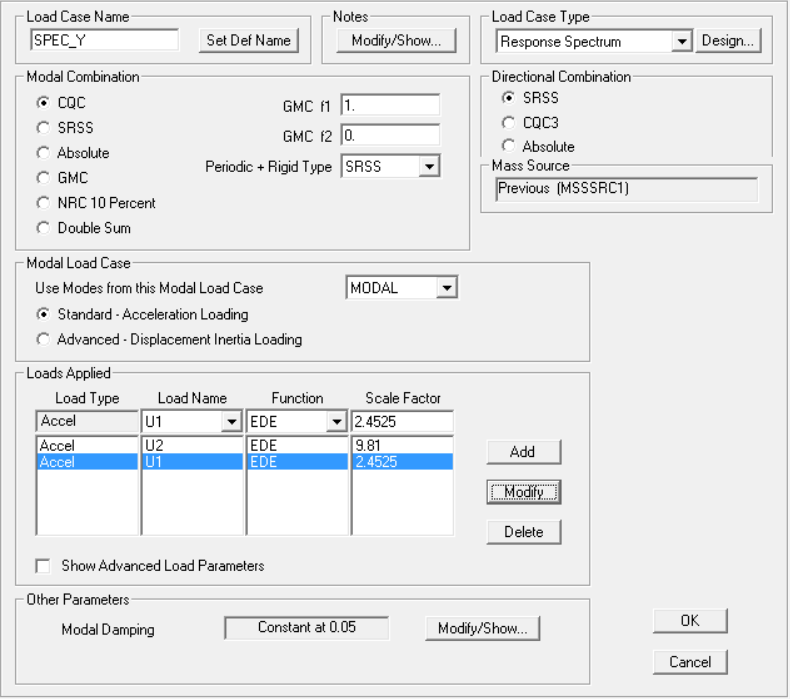 Load Case Name
Notes
Load Case Type
SPEC_Y
Set Def Name
Modify/Show...
Response Spectrum
Design...
Modal Combination
Directional Combination
CQC
GMC f1
1.
SRSS
SRSS
GMC f2
0.
CQC3
Absolute
Periodic + Rigid Type
SRSS
Absolute
GMC
Mass Source
NRC 10 Percent
Previous (MSSSRC1)
Double Sum
Modal Load Case
Use Modes from this Modal Load Case
MODAL
Standard - Acceleration Loading
Advanced - Displacement Inertia Loading
Loads Applied
Load Type Load Name Function Scale Factor
Accel U1 EDE 2.4525
Accel U2 EDE 9.81
Accel U1 EDE 2.4525
Add
Modify
Delete
Show Advanced Load Parameters
Other Parameters
Modal Damping
Constant at 0.05
Modify/Show...
OK
Cancel